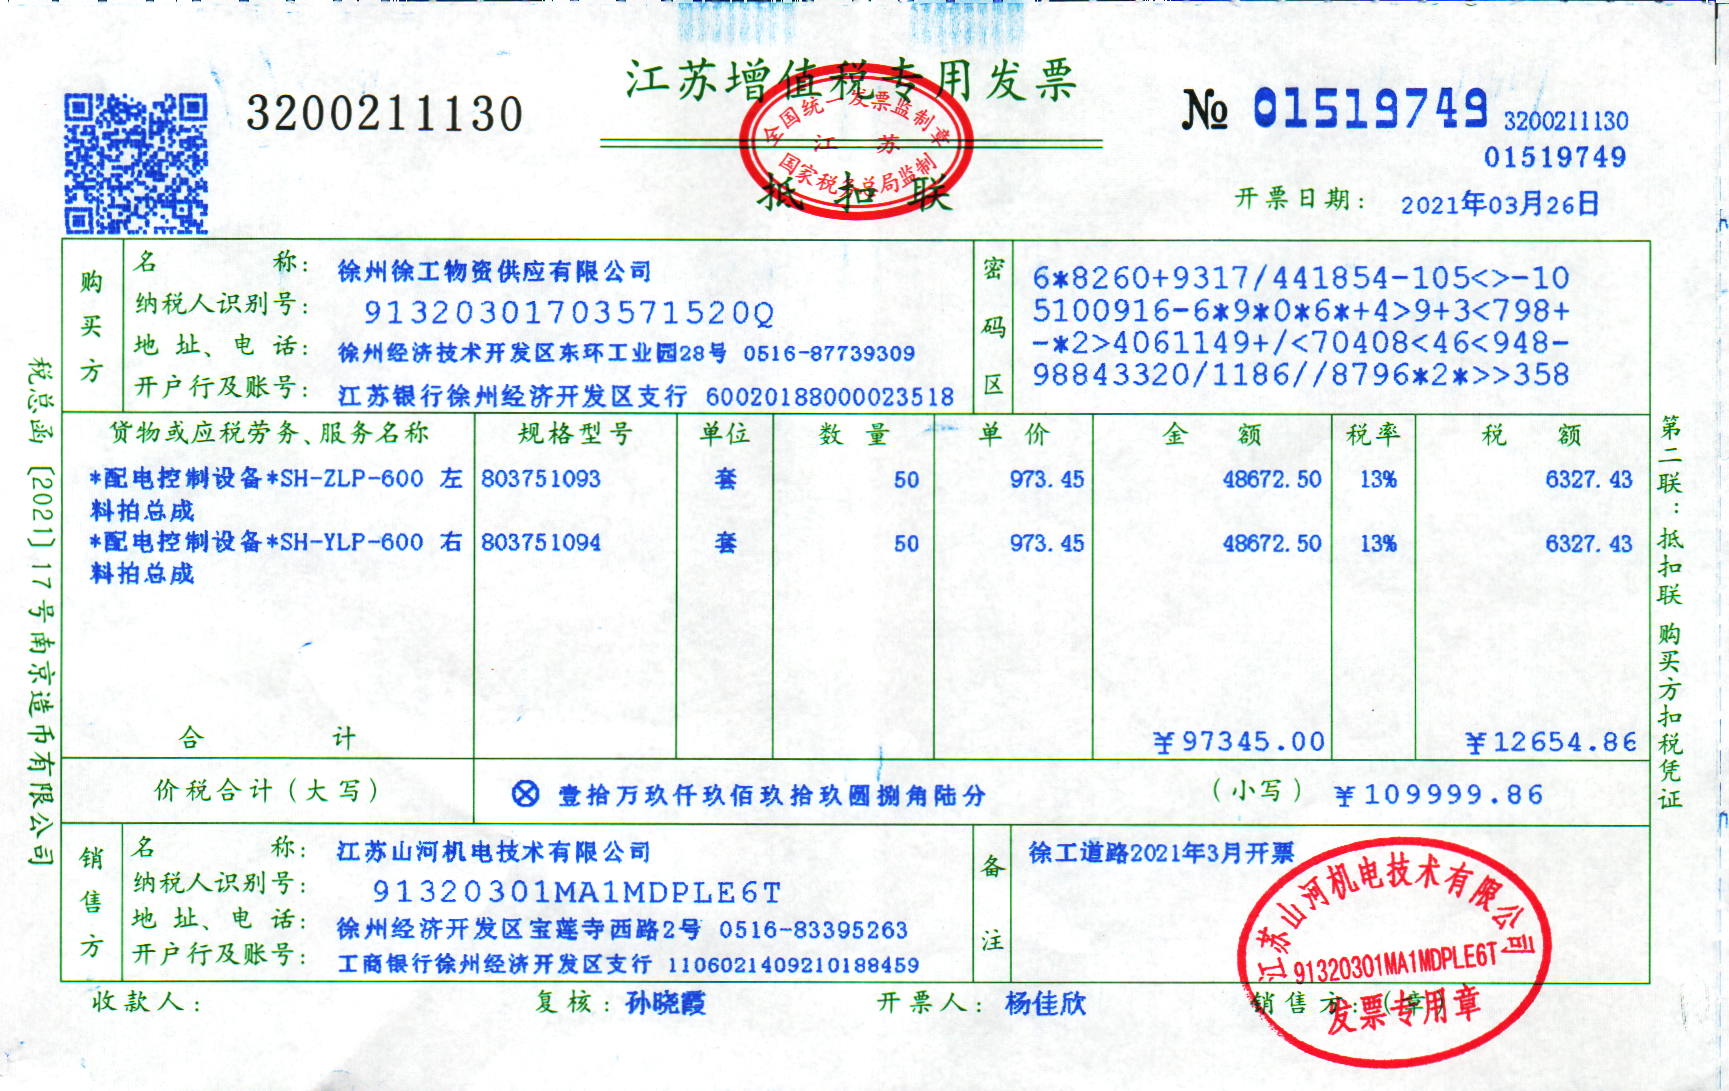 江苏增值税专用发票
3200211130
№ 01519749 3200211130
01519749
全国统一发票监制章
江苏
国家税务总局监制
抵扣联
开票日期： 2021年03月26日
购买方
名称： 徐州徐工物资供应有限公司
纳税人识别号： 91320301703571520Q
地址、电话： 徐州经济技术开发区东环工业园28号 0516-87739309
开户行及账号： 江苏银行徐州经济开发区支行 60020188000023518
密码区
6*8260+9317/441854-105<>-10
5100916-6*9*0*6*+4>9+3<798+
-*2>4061149+/<70408<46<948-
98843320/1186//8796*2*>>358
货物或应税劳务、服务名称 规格型号 单位 数量 单价 金额 税率 税额
*配电控制设备*SH-ZLP-600 左 803751093 套 50 973.45 48672.50 13% 6327.43
料拍总成
*配电控制设备*SH-YLP-600 右 803751094 套 50 973.45 48672.50 13% 6327.43
料拍总成
合计 ￥97345.00 ￥12654.86
价税合计（大写） ⊗ 壹拾万玖仟玖佰玖拾玖圆捌角陆分 （小写） ￥109999.86
销售方
名称： 江苏山河机电技术有限公司
纳税人识别号： 91320301MA1MDPLE6T
地址、电话： 徐州经济开发区宝莲寺西路2号 0516-83395263
开户行及账号： 工商银行徐州经济开发区支行 1106021409210188459
备注
徐工道路2021年3月开票
江苏山河机电技术有限公司
91320301MA1MDPLE6T
发票专用章
收款人： 复核：孙晓霞 开票人：杨佳欣 销售方：（章）
税总函〔2021〕17号南京造币有限公司
第二联：抵扣联 购买方扣税凭证